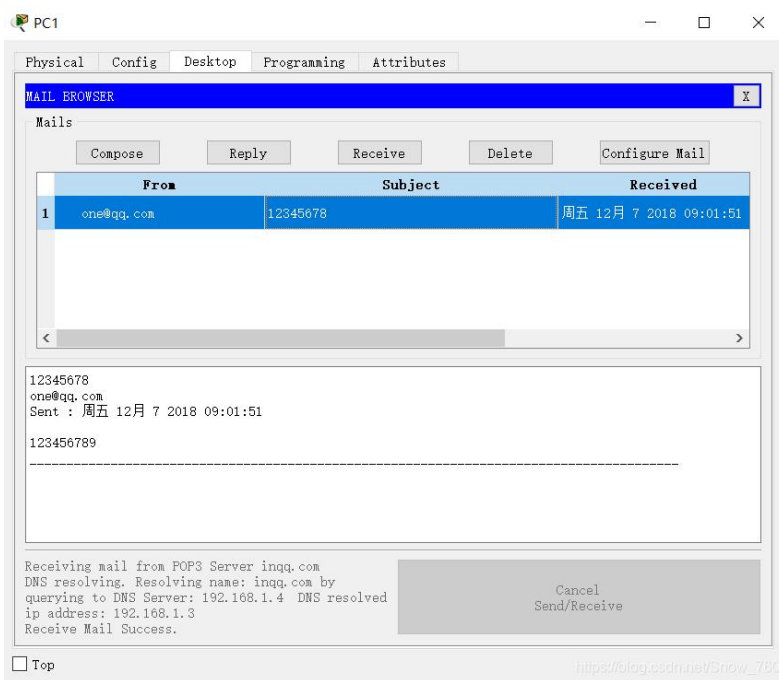 PC1
Physical Config Desktop Programming Attributes
MAIL BROWSER X
Mails
Compose Reply Receive Delete Configure Mail
From Subject Received
1 one@qq.com 12345678 周五 12月 7 2018 09:01:51
12345678
one@qq.com
Sent : 周五 12月 7 2018 09:01:51
123456789
Receiving mail from POP3 Server inqq.com
DNS resolving. Resolving name: inqq.com by
querying to DNS Server: 192.168.1.4 DNS resolved
ip address: 192.168.1.3
Receive Mail Success.
Cancel
Send/Receive
Top